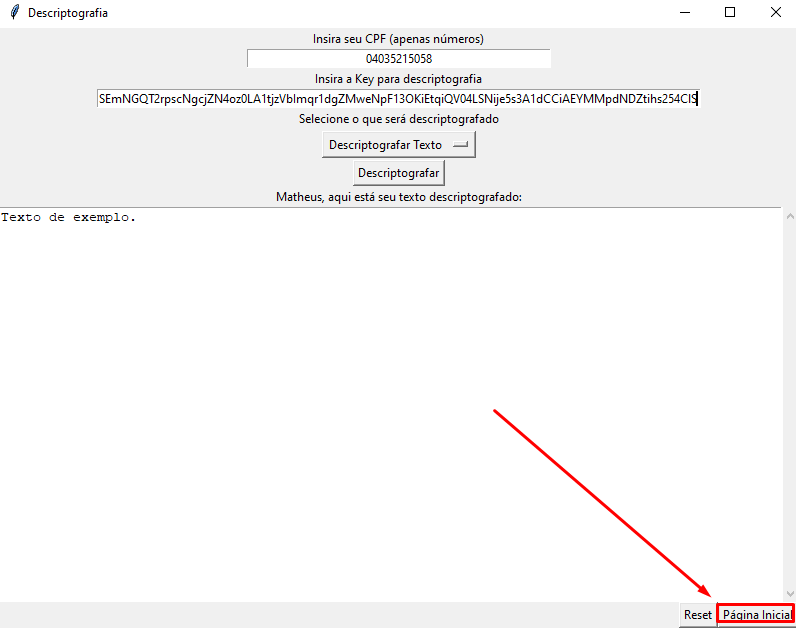 Descriptografia
Insira seu CPF (apenas números)
04035215058
Insira a Key para descriptografia
SEmNGQT2rpscNgcjZN4oz0LA1tjzVbImqr1dgZMweNpF13OKiEtqiQV04LSNije5s3A1dCCiAEYMMpdNDZtihs254ClS
Selecione o que será descriptografado
Descriptografar Texto
Descriptografar
Matheus, aqui está seu texto descriptografado:
Texto de exemplo.
Reset Página Inicial